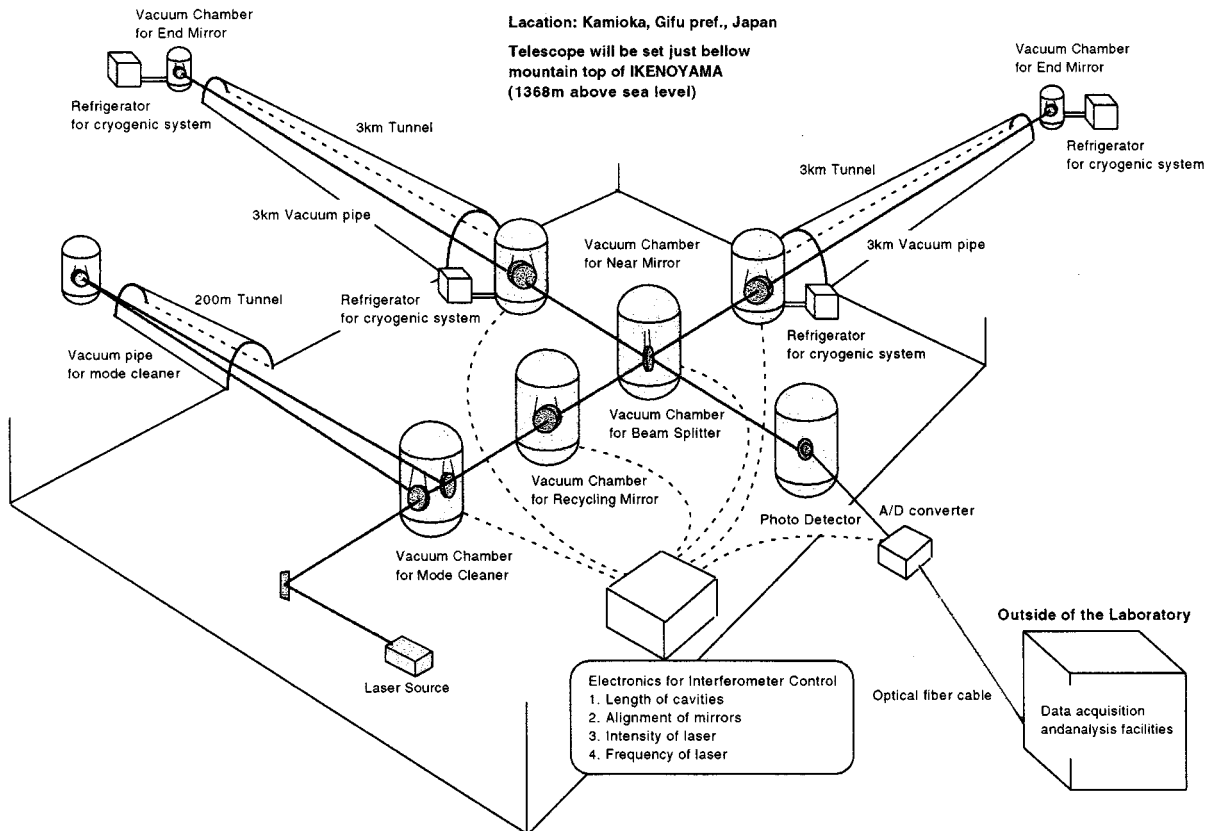 Vacuum Chamber
for End Mirror
Lacation: Kamioka, Gifu pref., Japan
Telescope will be set just bellow
mountain top of IKENOYAMA
(1368m above sea level)
Vacuum Chamber
for End Mirror
Refrigerator
for cryogenic system
3km Tunnel
Refrigerator
for cryogenic system
3km Tunnel
3km Vacuum pipe
Vacuum Chamber
for Near Mirror
3km Vacuum pipe
200m Tunnel
Refrigerator
for cryogenic system
Refrigerator
for cryogenic system
Vacuum pipe
for mode cleaner
Vacuum Chamber
for Beam Splitter
Vacuum Chamber
for Recycling Mirror
Photo Detector
A/D converter
Vacuum Chamber
for Mode Cleaner
Laser Source
Outside of the Laboratory
Electronics for Interferometer Control
1. Length of cavities
2. Alignment of mirrors
3. Intensity of laser
4. Frequency of laser
Optical fiber cable
Data acquisition
andanalysis facilities